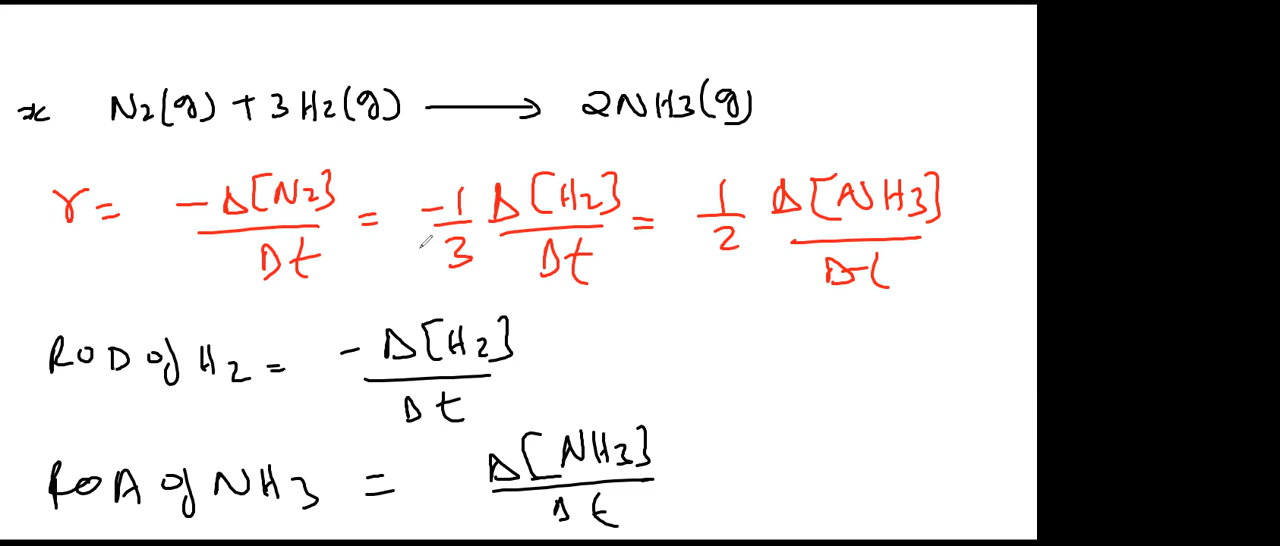 x N2(g) + 3H2(g) ⟶ 2NH3(g)
r = -Δ[N2]/Δt = -1/3 Δ[H2]/Δt = 1/2 Δ[NH3]/Δt
ROD of H2 = -Δ[H2]/Δt
ROA of NH3 = Δ[NH3]/Δt